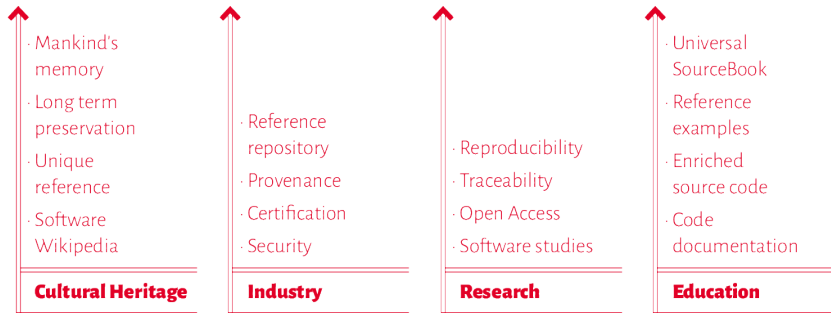 · Mankind's
memory
· Long term
preservation
· Unique
reference
· Software
Wikipedia
Cultural Heritage
· Reference
repository
· Provenance
· Certification
· Security
Industry
· Reproducibility
· Traceability
· Open Access
· Software studies
Research
· Universal
SourceBook
· Reference
examples
· Enriched
source code
· Code
documentation
Education